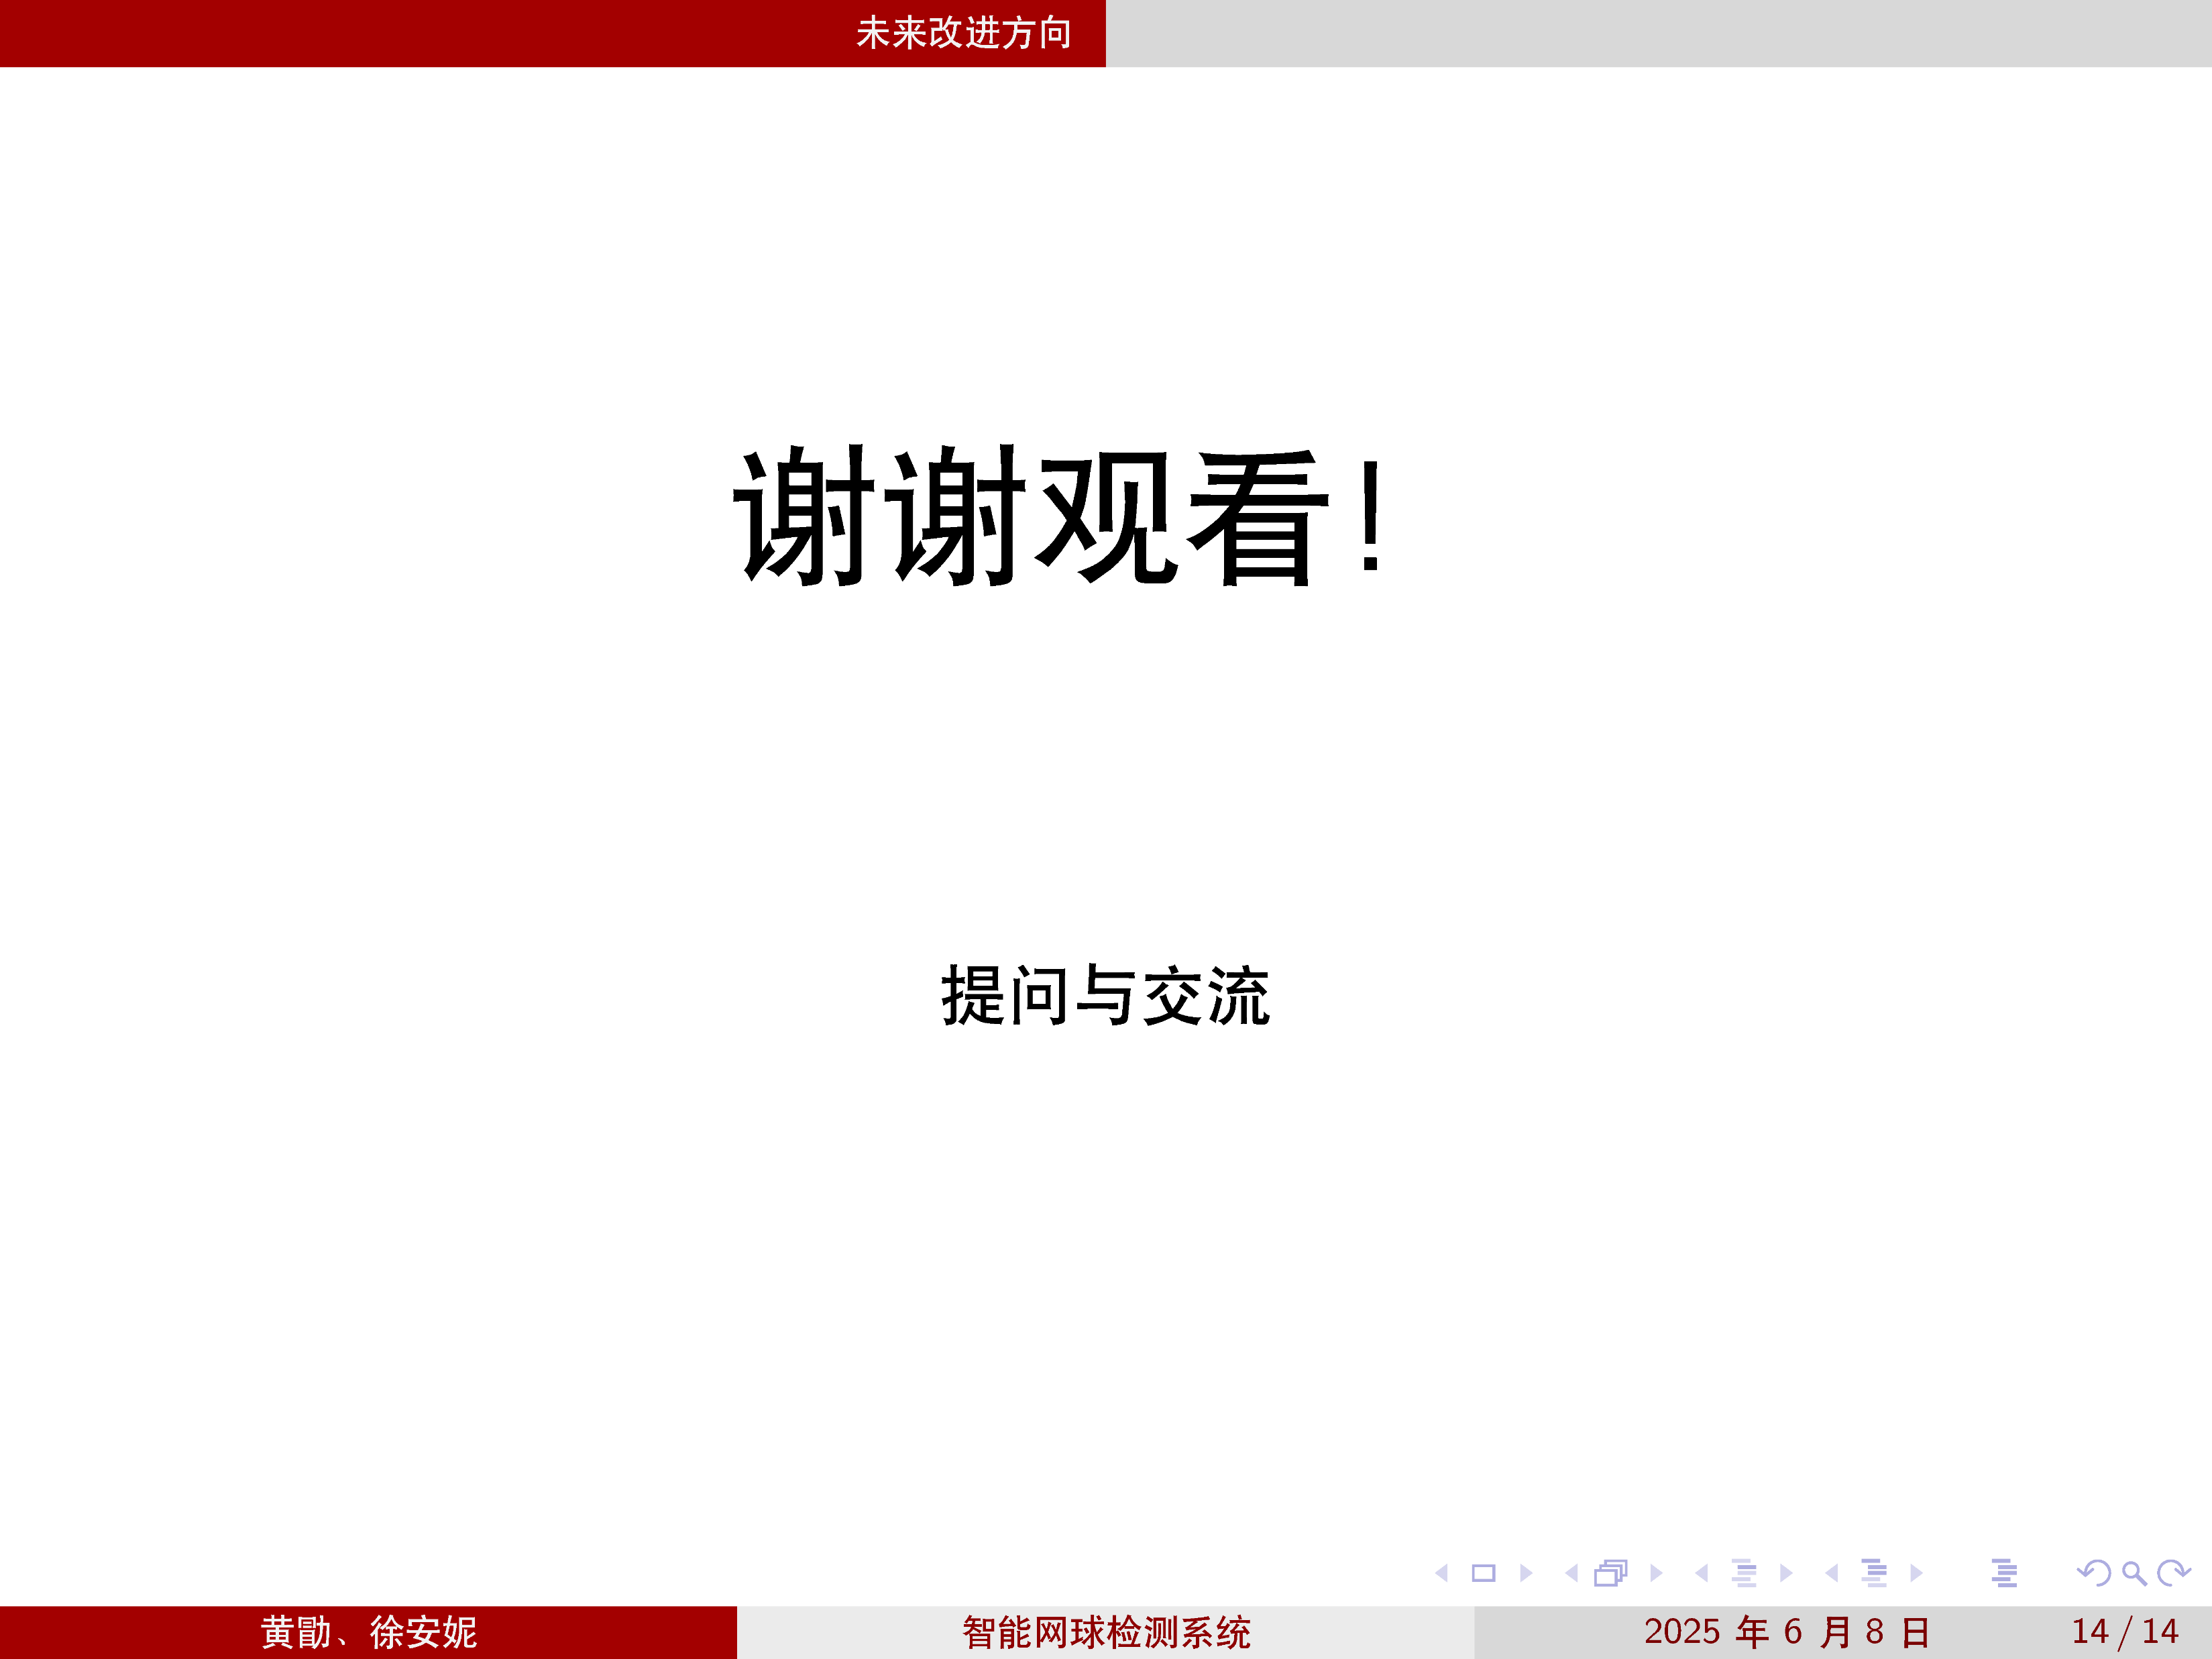 未来改进方向
谢谢观看！
提问与交流
黄勖、徐安妮
智能网球检测系统
2025 年 6 月 8 日
14 / 14